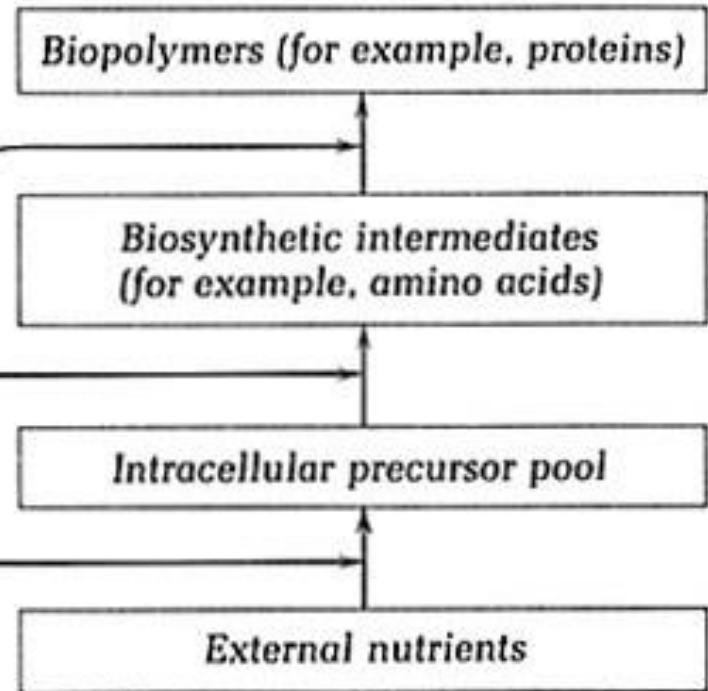 Biopolymers (for example, proteins)
Biosynthetic intermediates
(for example, amino acids)
Intracellular precursor pool
External nutrients